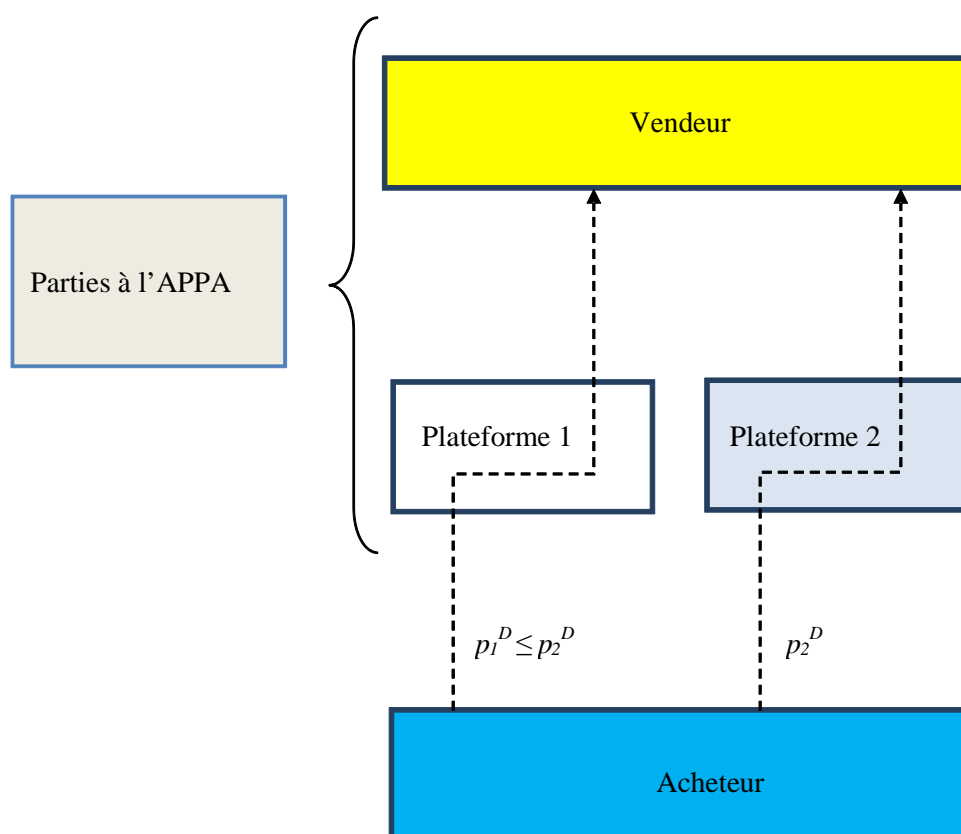 Vendeur
Parties à l’APPA
Plateforme 1
Plateforme 2
p₁ᴰ ≤ p₂ᴰ
p₂ᴰ
Acheteur